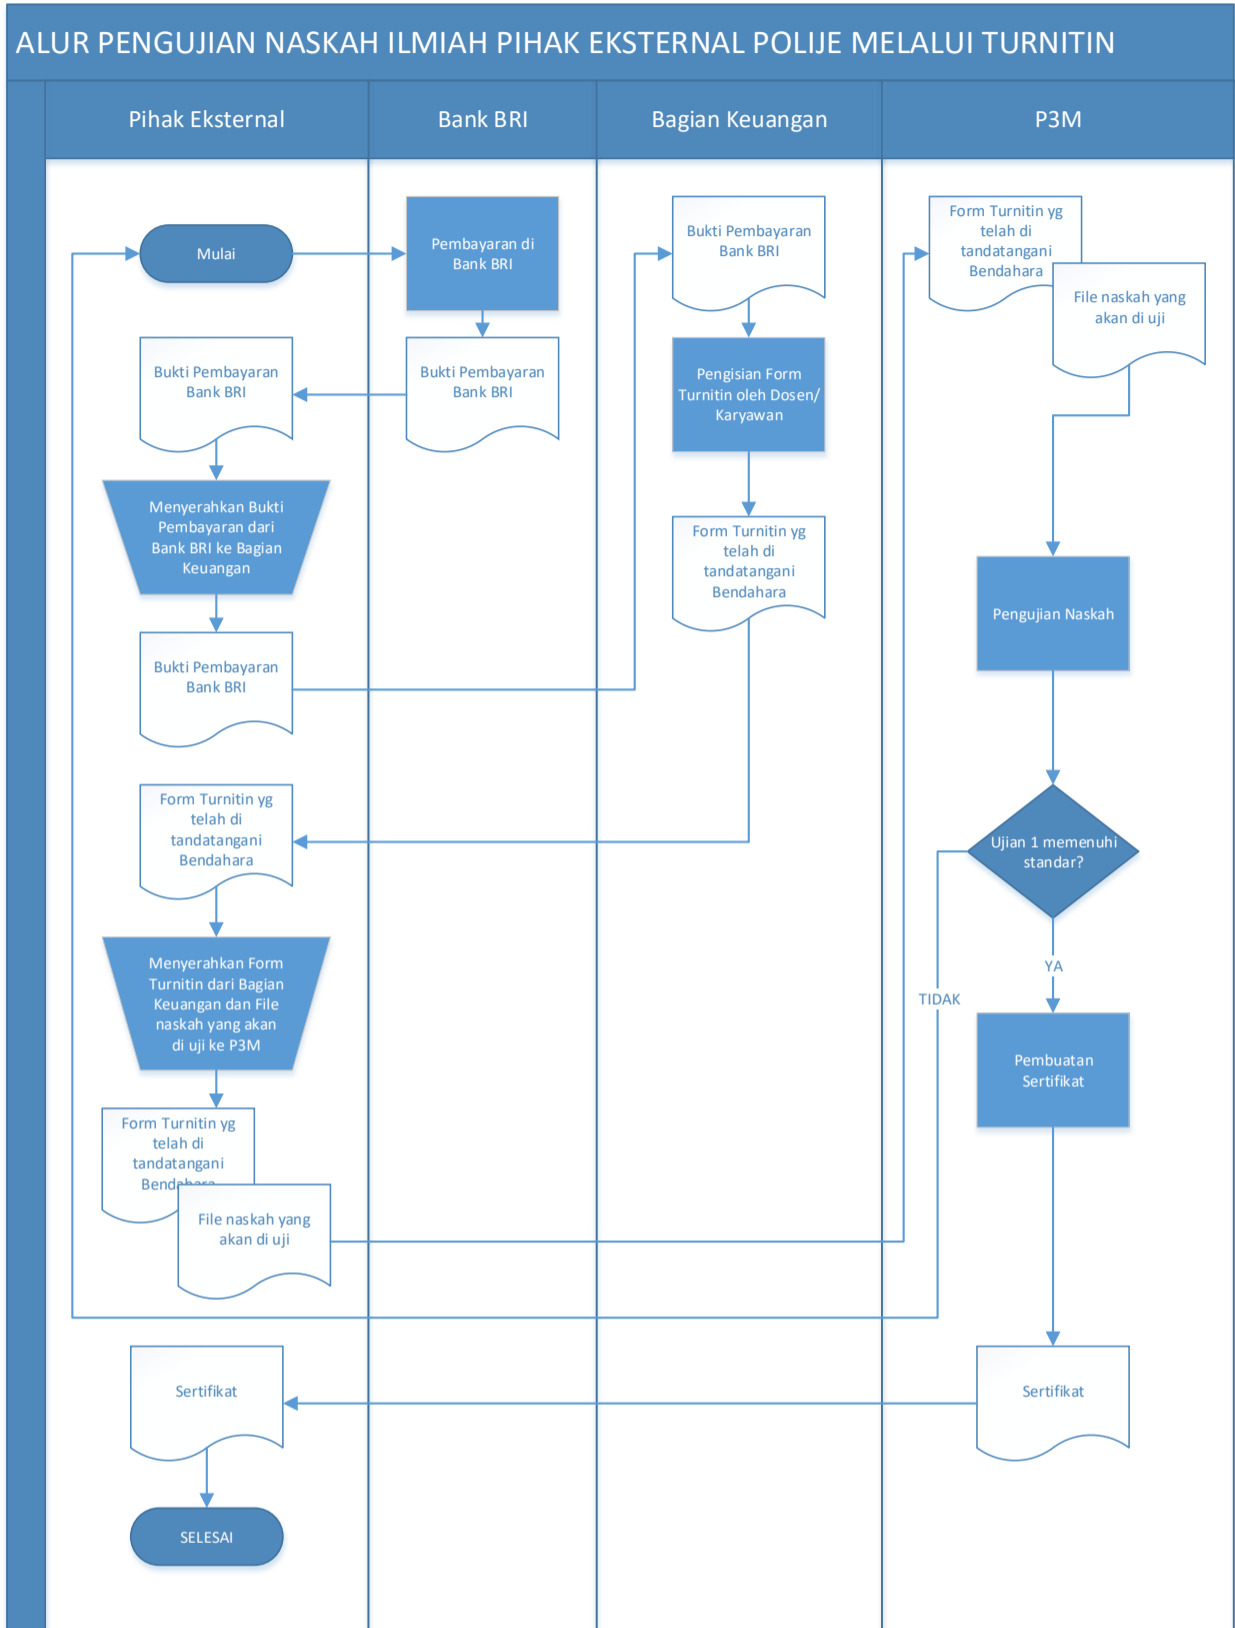 ALUR PENGUJIAN NASKAH ILMIAH PIHAK EKSTERNAL POLIJE MELALUI TURNITIN
Pihak Eksternal
Bank BRI
Bagian Keuangan
P3M
Mulai
Pembayaran di
Bank BRI
Bukti Pembayaran
Bank BRI
Form Turnitin yg
telah di
tandatangani
Bendahara
File naskah yang
akan di uji
Bukti Pembayaran
Bank BRI
Bukti Pembayaran
Bank BRI
Pengisian Form
Turnitin oleh Dosen/
Karyawan
Menyerahkan Bukti
Pembayaran dari
Bank BRI ke Bagian
Keuangan
Form Turnitin yg
telah di
tandatangani
Bendahara
Pengujian Naskah
Bukti Pembayaran
Bank BRI
Form Turnitin yg
telah di
tandatangani
Bendahara
Ujian 1 memenuhi
standar?
YA
TIDAK
Menyerahkan Form
Turnitin dari Bagian
Keuangan dan File
naskah yang akan
di uji ke P3M
Pembuatan
Sertifikat
Form Turnitin yg
telah di
tandatangani
Bendahara
File naskah yang
akan di uji
Sertifikat
Sertifikat
SELESAI